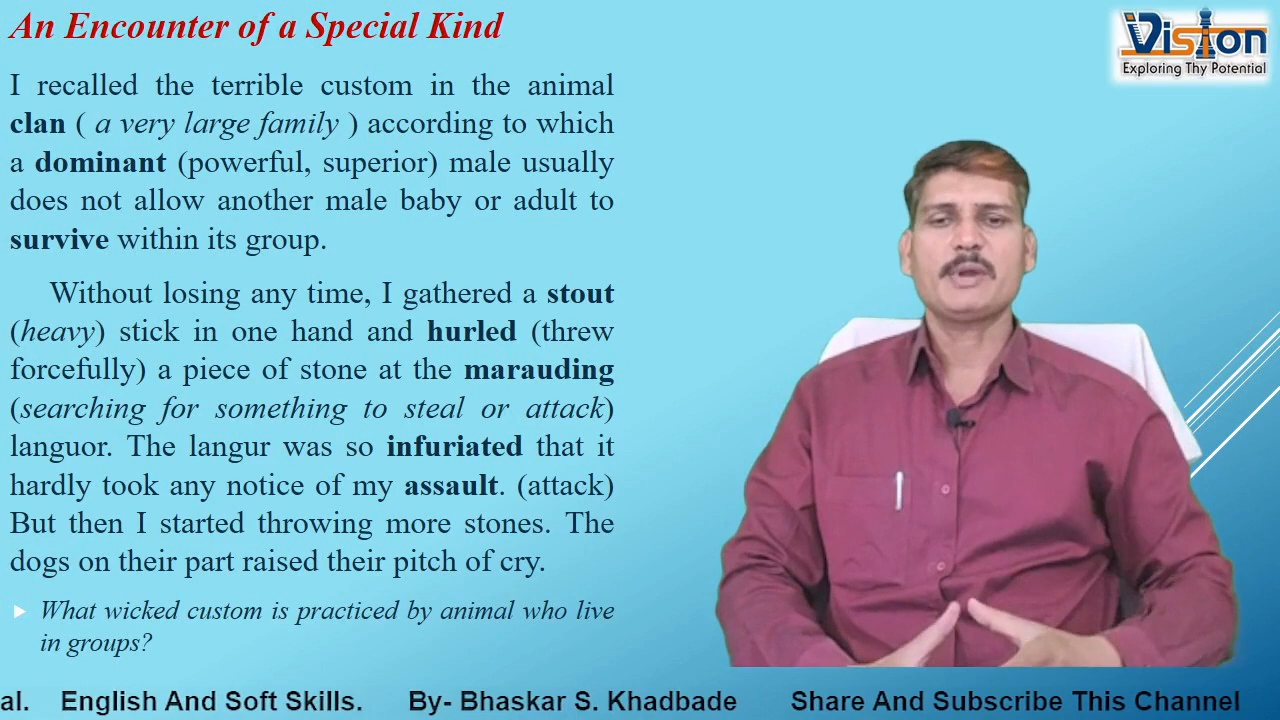 An Encounter of a Special Kind
I recalled the terrible custom in the animal
clan ( a very large family ) according to which
a dominant (powerful, superior) male usually
does not allow another male baby or adult to
survive within its group.
Without losing any time, I gathered a stout
(heavy) stick in one hand and hurled (threw
forcefully) a piece of stone at the marauding
(searching for something to steal or attack)
languor. The langur was so infuriated that it
hardly took any notice of my assault. (attack)
But then I started throwing more stones. The
dogs on their part raised their pitch of cry.
What wicked custom is practiced by animal who live
in groups?
Vision
Exploring Thy Potential
al. English And Soft Skills. By- Bhaskar S. Khadbade Share And Subscribe This Channel